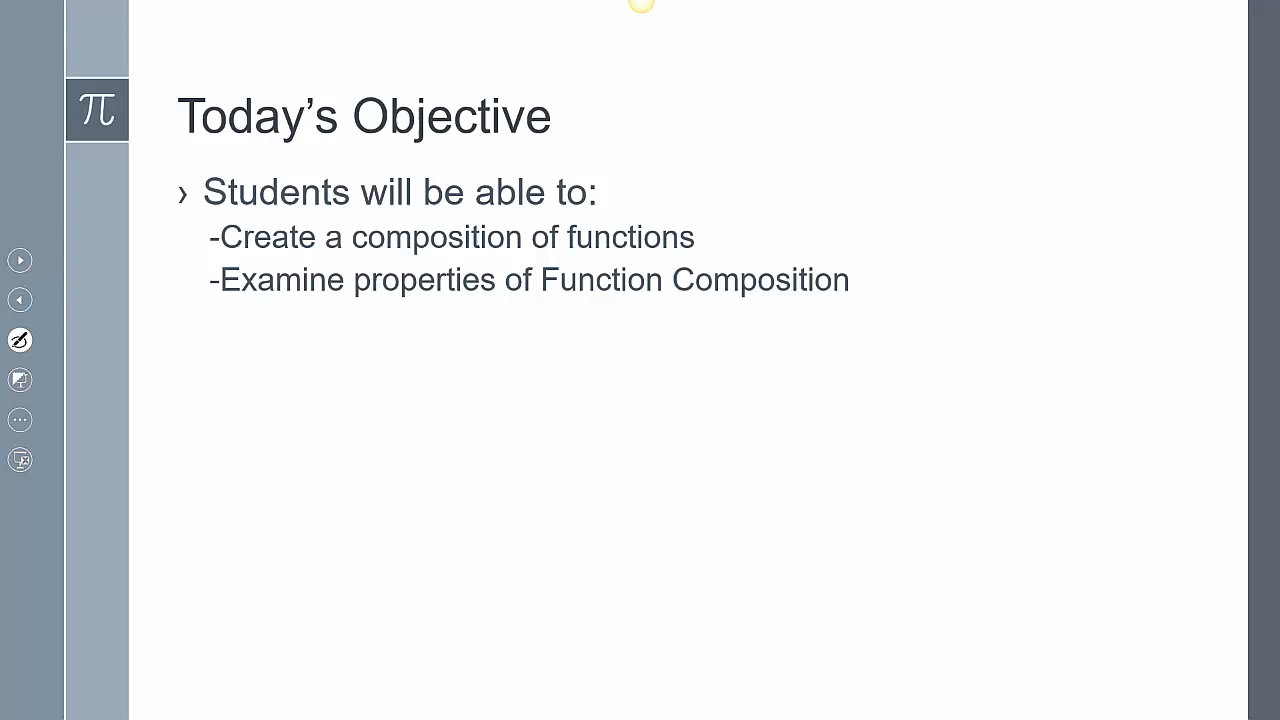 π
Today’s Objective
› Students will be able to:
-Create a composition of functions
-Examine properties of Function Composition